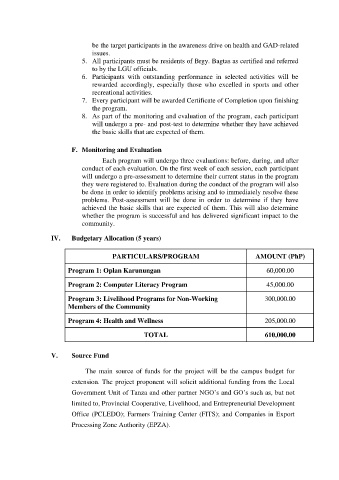 be the target participants in the awareness drive on health and GAD-related
issues.
5. All participants must be residents of Brgy. Bagtas as certified and referred
to by the LGU officials.
6. Participants with outstanding performance in selected activities will be
rewarded accordingly, especially those who excelled in sports and other
recreational activities.
7. Every participant will be awarded Certificate of Completion upon finishing
the program.
8. As part of the monitoring and evaluation of the program, each participant
will undergo a pre- and post-test to determine whether they have achieved
the basic skills that are expected of them.
F. Monitoring and Evaluation
Each program will undergo three evaluations: before, during, and after
conduct of each evaluation. On the first week of each session, each participant
will undergo a pre-assessment to determine their current status in the program
they were registered to. Evaluation during the conduct of the program will also
be done in order to identify problems arising and to immediately resolve these
problems. Post-assessment will be done in order to determine if they have
achieved the basic skills that are expected of them. This will also determine
whether the program is successful and has delivered significant impact to the
community.
IV. Budgetary Allocation (5 years)
PARTICULARS/PROGRAM AMOUNT (PhP)
Program 1: Oplan Karunungan 60,000.00
Program 2: Computer Literacy Program 45,000.00
Program 3: Livelihood Programs for Non-Working 300,000.00
Members of the Community
Program 4: Health and Wellness 205,000.00
TOTAL 610,000.00
V. Source Fund
The main source of funds for the project will be the campus budget for
extension. The project proponent will solicit additional funding from the Local
Government Unit of Tanza and other partner NGO's and GO's such as, but not
limited to, Provincial Cooperative, Livelihood, and Entrepreneurial Development
Office (PCLEDO); Farmers Training Center (FITS); and Companies in Export
Processing Zone Authority (EPZA).